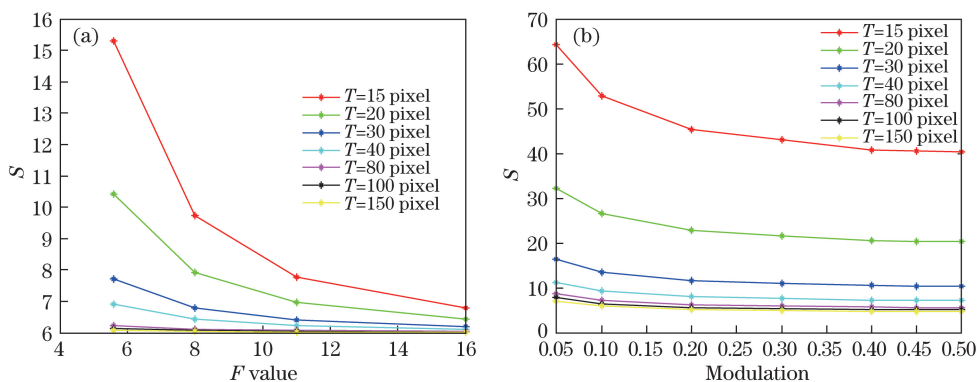 (a)
S
16
15
14
13
12
11
10
9
8
7
6
T=15 pixel
T=20 pixel
T=30 pixel
T=40 pixel
T=80 pixel
T=100 pixel
T=150 pixel
4 6 8 10 12 14 16
F value
(b)
S
70
60
50
40
30
20
10
0
T=15 pixel
T=20 pixel
T=30 pixel
T=40 pixel
T=80 pixel
T=100 pixel
T=150 pixel
0.05 0.10 0.15 0.20 0.25 0.30 0.35 0.40 0.45 0.50
Modulation